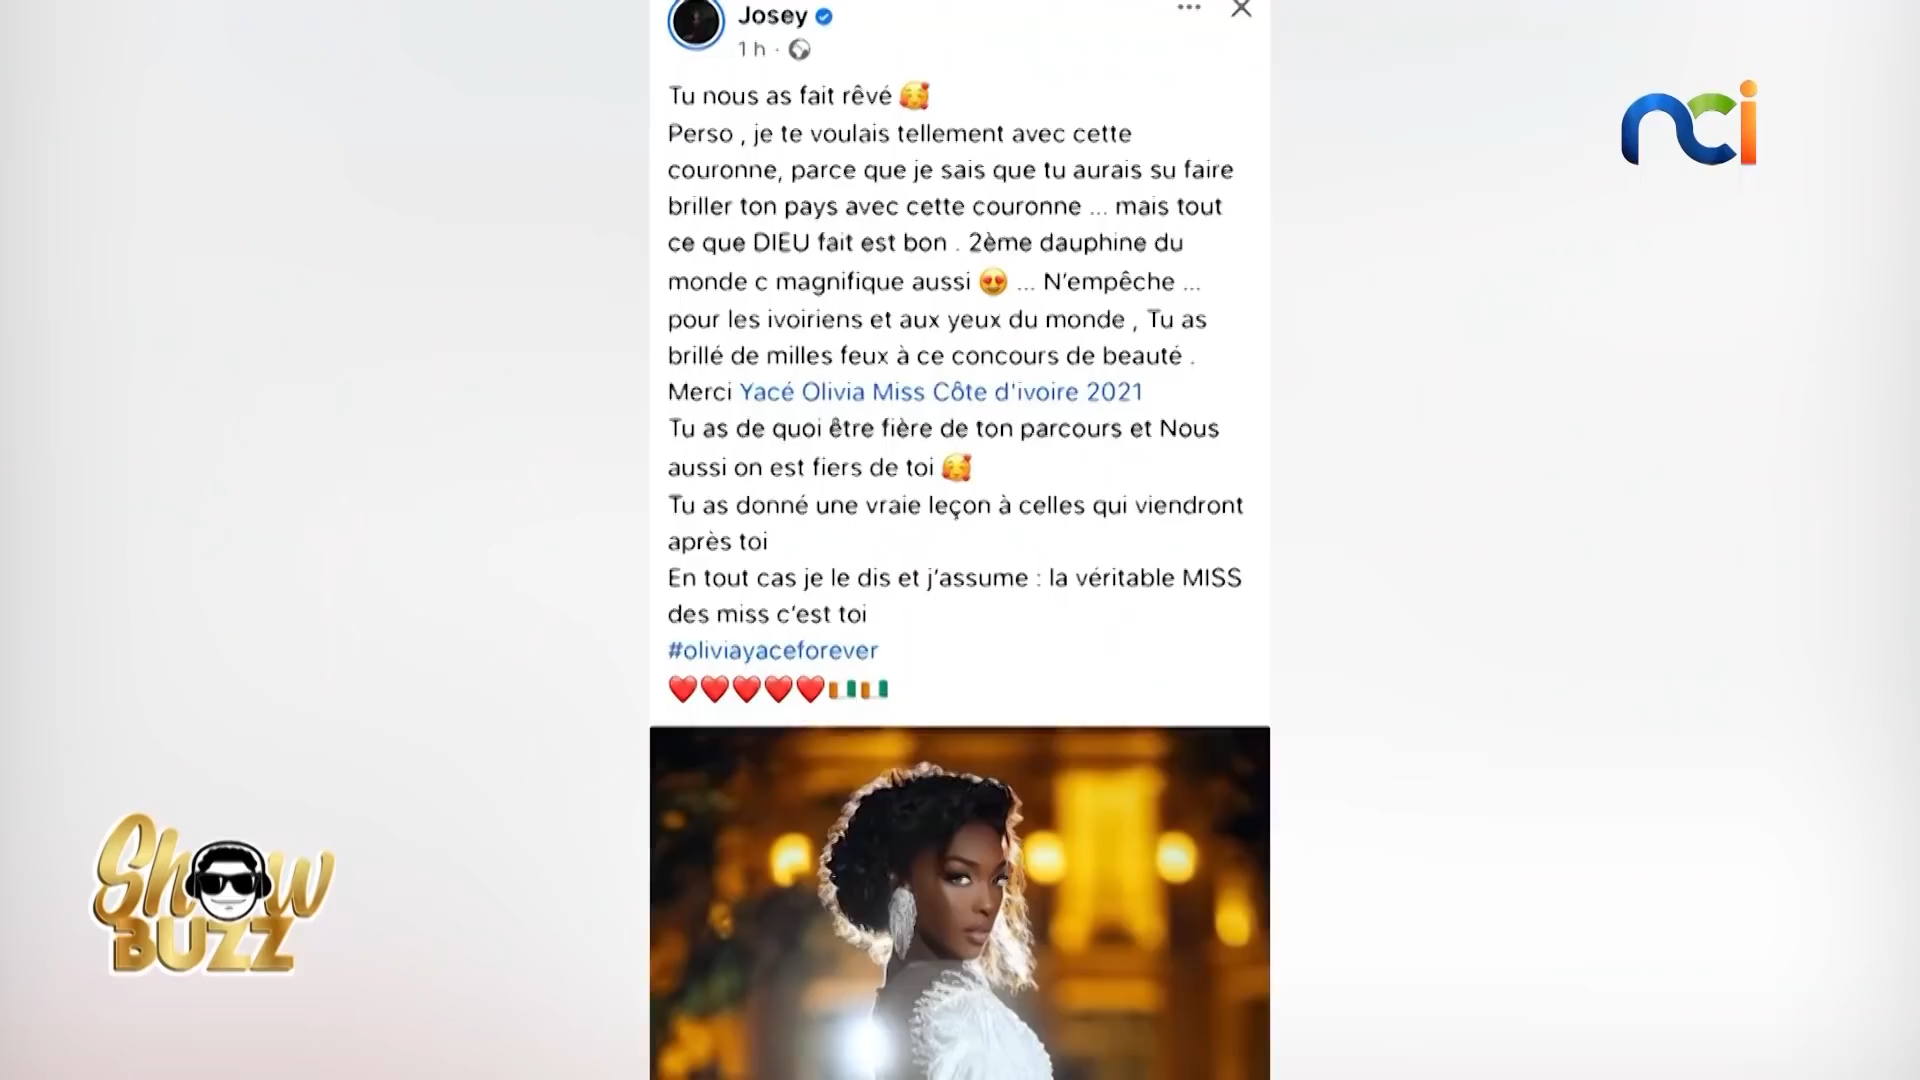 Josey
1 h ·
nci
Tu nous as fait rêvé 🥰
Perso , je te voulais tellement avec cette
couronne, parce que je sais que tu aurais su faire
briller ton pays avec cette couronne ... mais tout
ce que DIEU fait est bon . 2ème dauphine du
monde c magnifique aussi 😍 ... N’empêche ...
pour les ivoiriens et aux yeux du monde , Tu as
brillé de milles feux à ce concours de beauté .
Merci Yacé Olivia Miss Côte d'ivoire 2021
Tu as de quoi être fière de ton parcours et Nous
aussi on est fiers de toi 🥰
Tu as donné une vraie leçon à celles qui viendront
après toi
En tout cas je le dis et j’assume : la véritable MISS
des miss c’est toi
#oliviayaceforever
❤️❤️❤️❤️❤️🇨🇮🇨🇮
Show
BUZZ